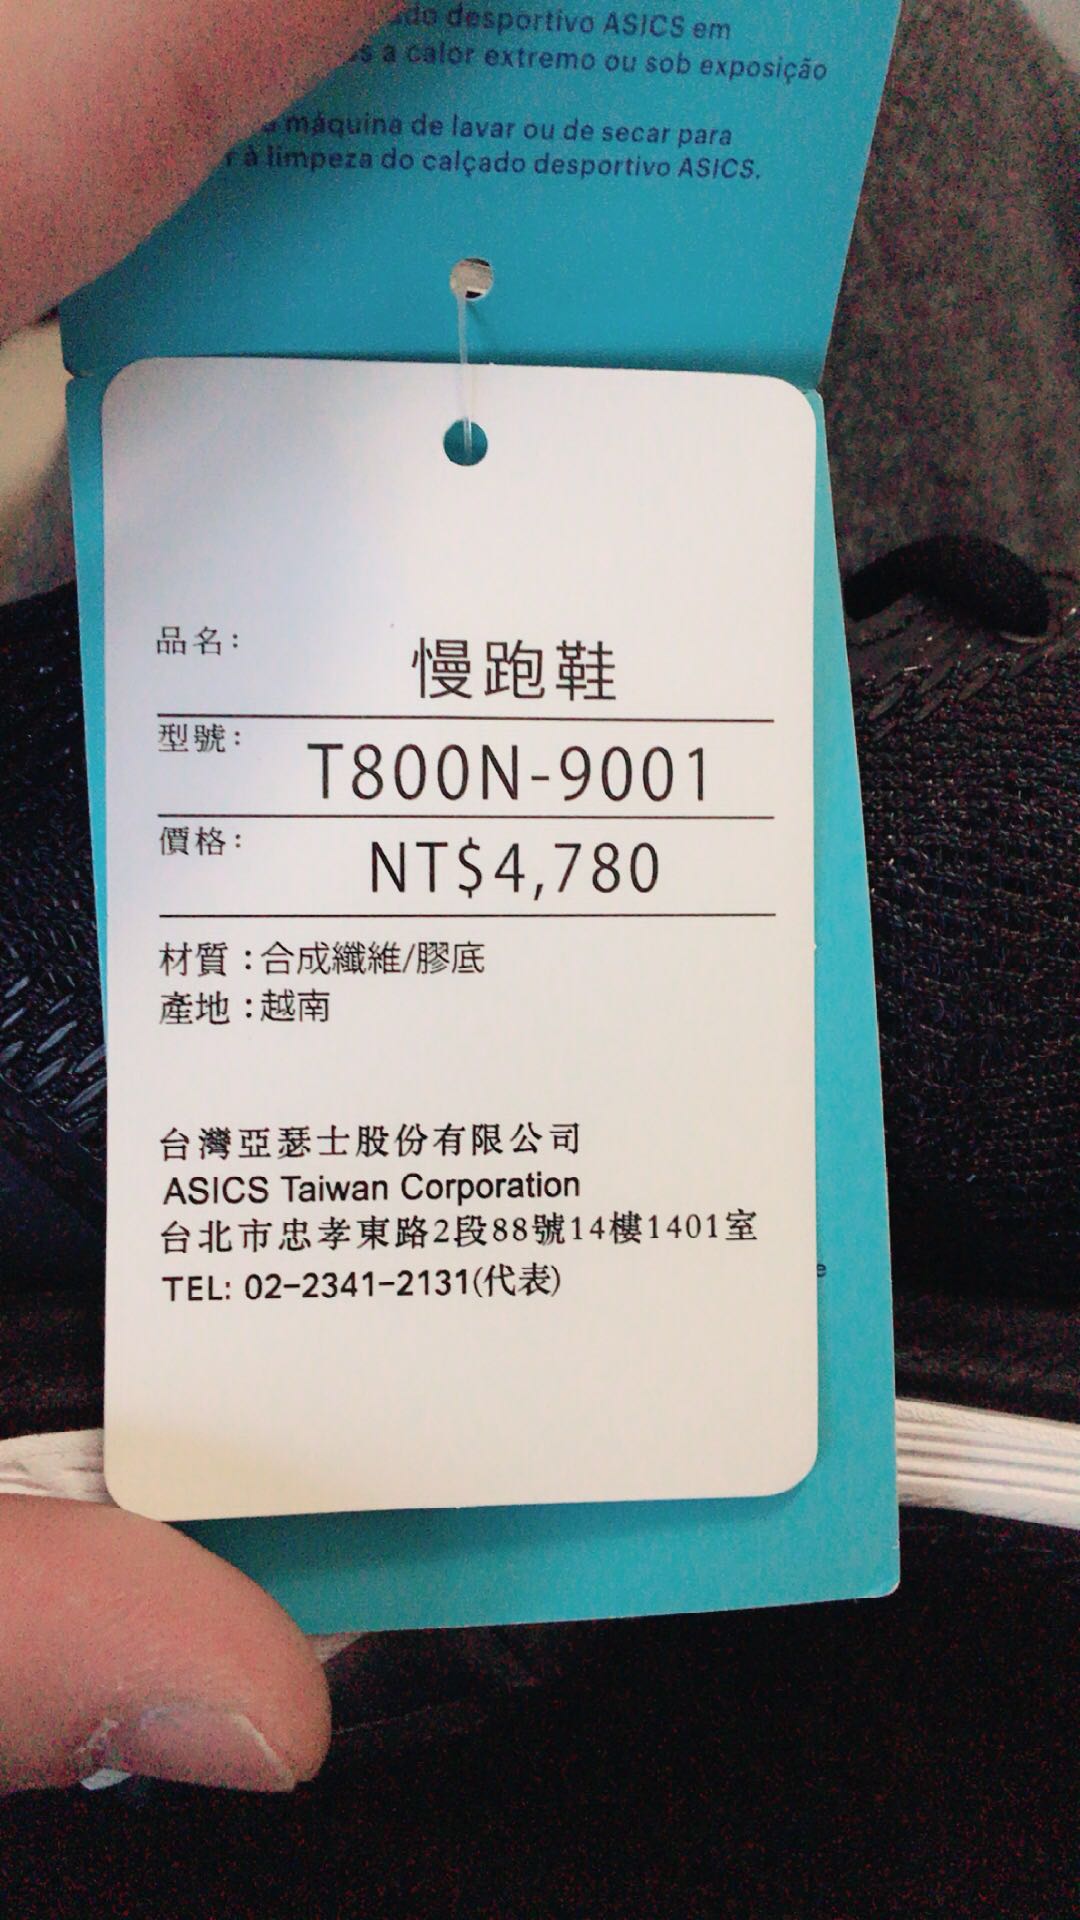 desportivo ASICS em
a calor extremo ou sob exposição
máquina de lavar ou de secar para
à limpeza do calçado desportivo ASICS.
品名：
慢跑鞋
型號：
T800N-9001
價格：
NT$4,780
材質：合成纖維/膠底
產地：越南
台灣亞瑟士股份有限公司
ASICS Taiwan Corporation
台北市忠孝東路2段88號14樓1401室
TEL: 02-2341-2131(代表)